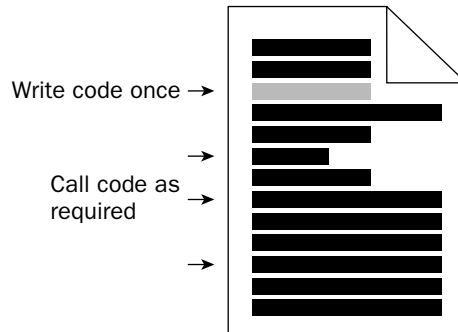 Write code once
Call code as
required